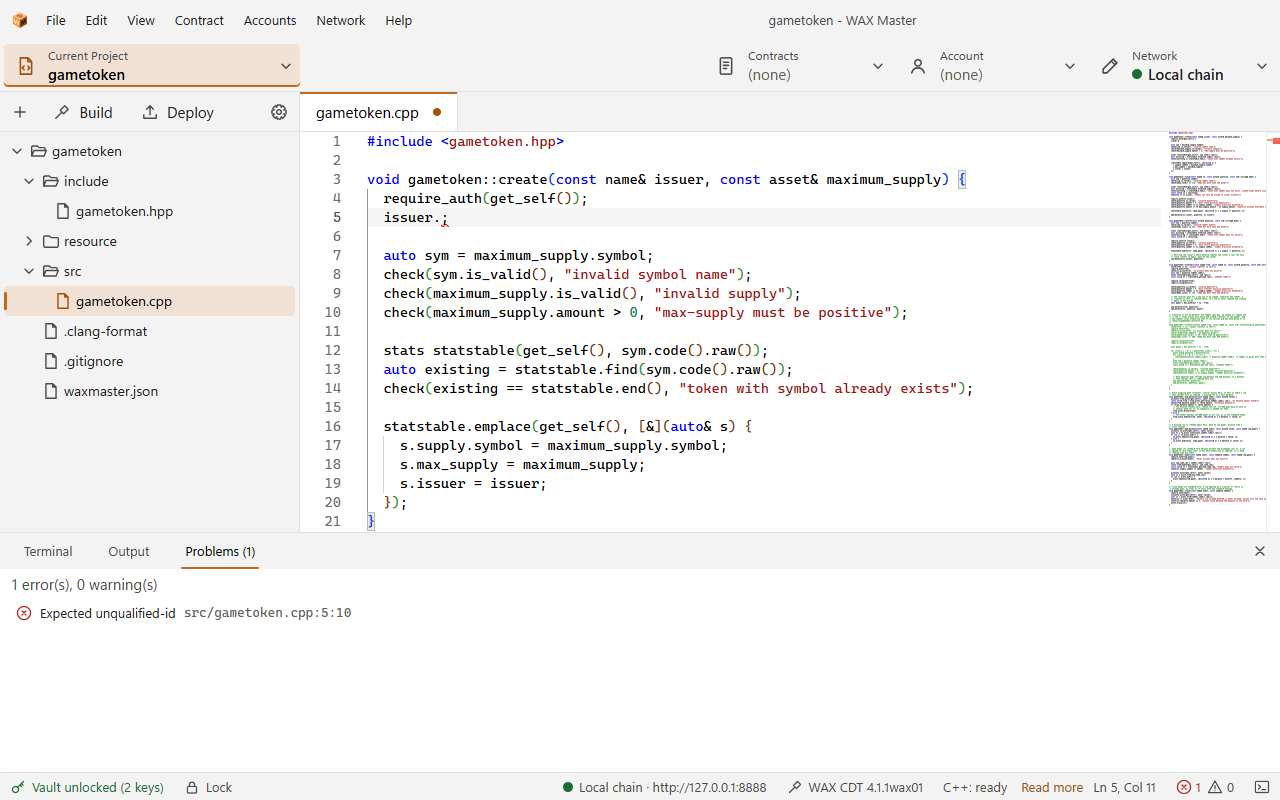 File Edit View Contract Accounts Network Help
gametoken - WAX Master
Current Project
gametoken
Contracts
(none)
Account
(none)
Network
Local chain
Build
Deploy
gametoken.cpp
gametoken
include
gametoken.hpp
resource
src
gametoken.cpp
.clang-format
.gitignore
waxmaster.json
1 #include <gametoken.hpp>
2
3 void gametoken::create(const name& issuer, const asset& maximum_supply) {
4 require_auth(get_self());
5 issuer.;
6
7 auto sym = maximum_supply.symbol;
8 check(sym.is_valid(), "invalid symbol name");
9 check(maximum_supply.is_valid(), "invalid supply");
10 check(maximum_supply.amount > 0, "max-supply must be positive");
11
12 stats statstable(get_self(), sym.code().raw());
13 auto existing = statstable.find(sym.code().raw());
14 check(existing == statstable.end(), "token with symbol already exists");
15
16 statstable.emplace(get_self(), [&](auto& s) {
17 s.supply.symbol = maximum_supply.symbol;
18 s.max_supply = maximum_supply;
19 s.issuer = issuer;
20 });
21 }
Terminal Output Problems (1)
1 error(s), 0 warning(s)
Expected unqualified-id src/gametoken.cpp:5:10
Vault unlocked (2 keys) Lock Local chain · http://127.0.0.1:8888 WAX CDT 4.1.1wax01 C++: ready Read more Ln 5, Col 11 1 0